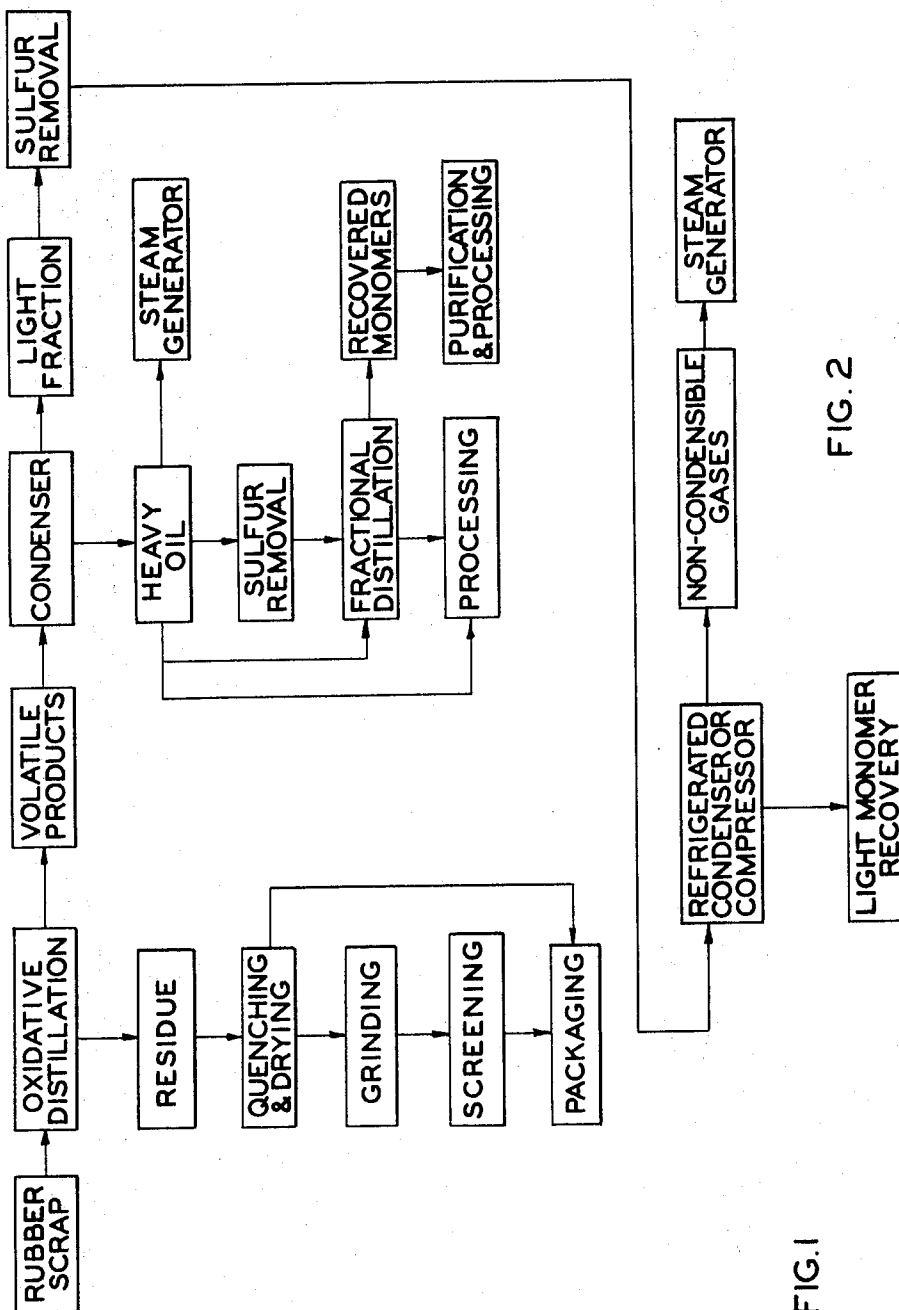 RUBBER
SCRAP
OXIDATIVE
DISTILLATION
VOLATILE
PRODUCTS
CONDENSER
LIGHT
FRACTION
SULFUR
REMOVAL
RESIDUE
QUENCHING
& DRYING
GRINDING
SCREENING
PACKAGING
HEAVY
OIL
STEAM
GENERATOR
SULFUR
REMOVAL
FRACTIONAL
DISTILLATION
RECOVERED
MONOMERS
PROCESSING
PURIFICATION
& PROCESSING
REFRIGERATED
CONDENSEROR
COMPRESSOR
NON-CONDENSIBLE
GASES
STEAM
GENERATOR
LIGHT MONOMER
RECOVERY
FIG.1
FIG. 2